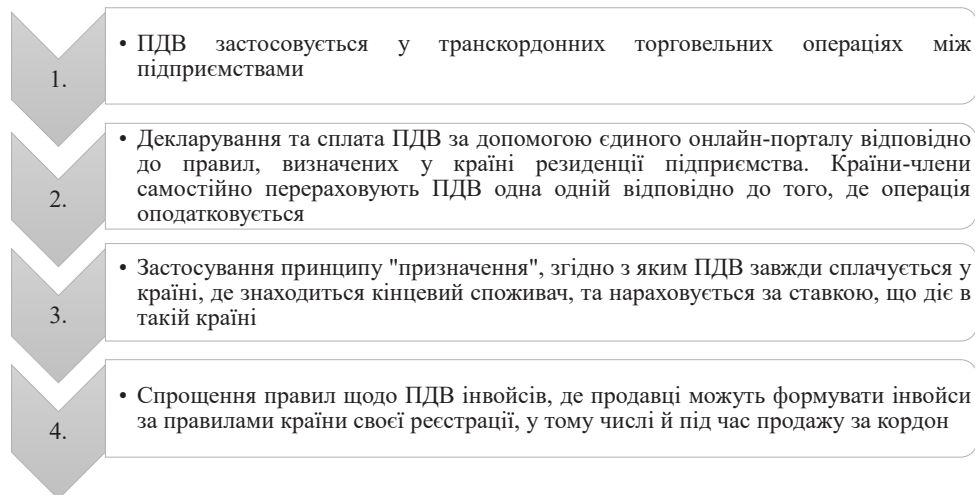 1.
• ПДВ застосовується у транскордонних торговельних операціях між
підприємствами
2.
• Декларування та сплата ПДВ за допомогою єдиного онлайн-порталу відповідно
до правил, визначених у країні резиденції підприємства. Країни-члени
самостійно перераховують ПДВ одна одній відповідно до того, де операція
оподатковується
3.
• Застосування принципу "призначення", згідно з яким ПДВ завжди сплачується у
країні, де знаходиться кінцевий споживач, та нараховується за ставкою, що діє в
такій країні
4.
• Спрощення правил щодо ПДВ інвойсів, де продавці можуть формувати інвойси
за правилами країни своєї реєстрації, у тому числі й під час продажу за кордон